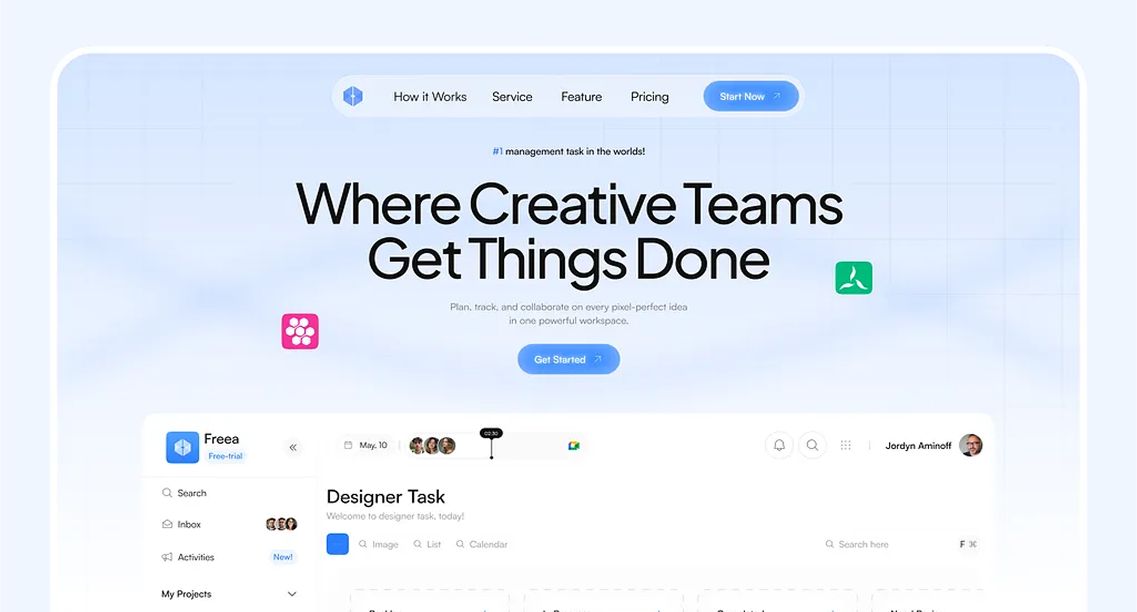 How it Works Service Feature Pricing Start Now
#1 management task in the worlds!
Where Creative Teams
Get Things Done
Plan, track, and collaborate on every pixel-perfect idea
in one powerful workspace.
Get Started
Freea
Free-trial
May, 10
02:30
Jordyn Aminoff
Search
Inbox
Activities New!
My Projects
Designer Task
Welcome to designer task, today!
Image List Calendar
Search here F ⌘